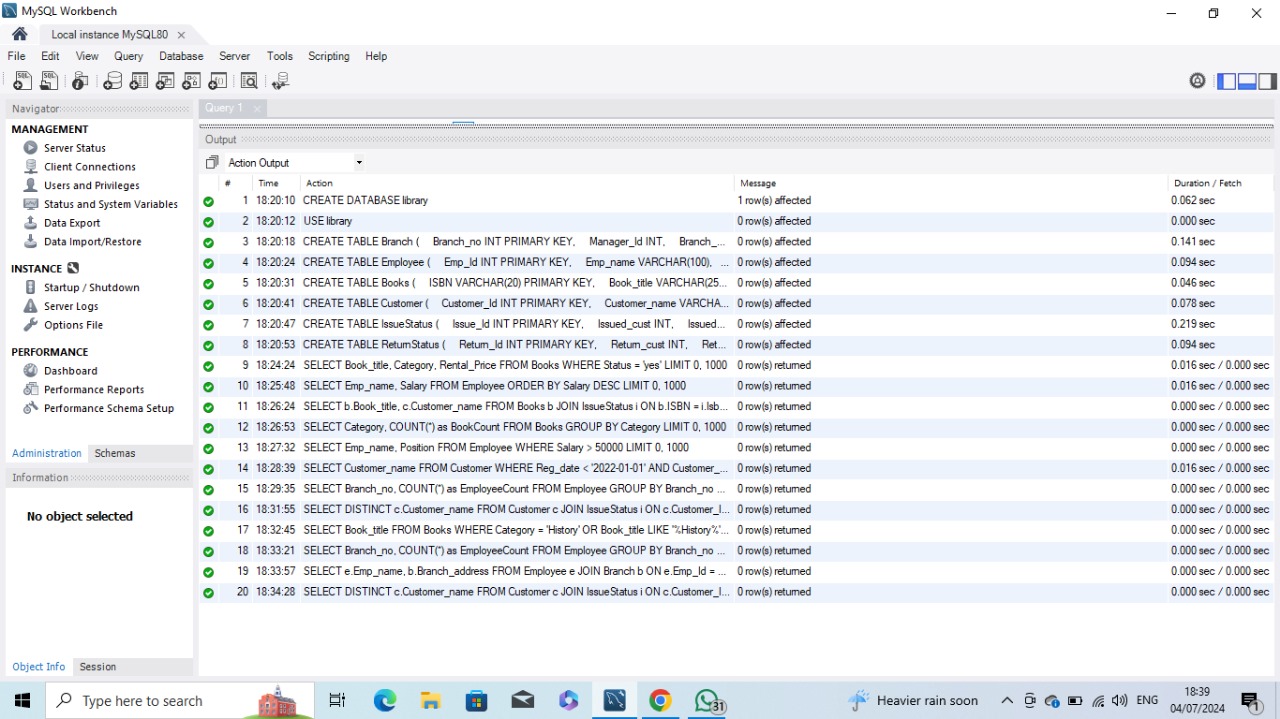 MySQL Workbench
Local instance MySQL80
File Edit View Query Database Server Tools Scripting Help
Navigator
MANAGEMENT
Server Status
Client Connections
Users and Privileges
Status and System Variables
Data Export
Data Import/Restore
INSTANCE
Startup / Shutdown
Server Logs
Options File
PERFORMANCE
Dashboard
Performance Reports
Performance Schema Setup
Administration Schemas
Information
No object selected
Object Info Session
Query 1
Output
Action Output
# Time Action Message Duration / Fetch
1 18:20:10 CREATE DATABASE library 1 row(s) affected 0.062 sec
2 18:20:12 USE library 0 row(s) affected 0.000 sec
3 18:20:18 CREATE TABLE Branch ( Branch_no INT PRIMARY KEY, Manager_Id INT, Branch_... 0 row(s) affected 0.141 sec
4 18:20:24 CREATE TABLE Employee ( Emp_Id INT PRIMARY KEY, Emp_name VARCHAR(100), ... 0 row(s) affected 0.094 sec
5 18:20:31 CREATE TABLE Books ( ISBN VARCHAR(20) PRIMARY KEY, Book_title VARCHAR(25... 0 row(s) affected 0.046 sec
6 18:20:41 CREATE TABLE Customer ( Customer_Id INT PRIMARY KEY, Customer_name VARCHA... 0 row(s) affected 0.078 sec
7 18:20:47 CREATE TABLE IssueStatus ( Issue_Id INT PRIMARY KEY, Issued_cust INT, Issued... 0 row(s) affected 0.219 sec
8 18:20:53 CREATE TABLE ReturnStatus ( Return_Id INT PRIMARY KEY, Return_cust INT, Ret... 0 row(s) affected 0.094 sec
9 18:24:24 SELECT Book_title, Category, Rental_Price FROM Books WHERE Status = 'yes' LIMIT 0, 1000 0 row(s) returned 0.016 sec / 0.000 sec
10 18:25:48 SELECT Emp_name, Salary FROM Employee ORDER BY Salary DESC LIMIT 0, 1000 0 row(s) returned 0.016 sec / 0.000 sec
11 18:26:24 SELECT b.Book_title, c.Customer_name FROM Books b JOIN IssueStatus i ON b.ISBN = i.Isb... 0 row(s) returned 0.000 sec / 0.000 sec
12 18:26:53 SELECT Category, COUNT(*) as BookCount FROM Books GROUP BY Category LIMIT 0, 1000 0 row(s) returned 0.000 sec / 0.000 sec
13 18:27:32 SELECT Emp_name, Position FROM Employee WHERE Salary > 50000 LIMIT 0, 1000 0 row(s) returned 0.000 sec / 0.000 sec
14 18:28:39 SELECT Customer_name FROM Customer WHERE Reg_date < '2022-01-01' AND Customer_... 0 row(s) returned 0.016 sec / 0.000 sec
15 18:29:35 SELECT Branch_no, COUNT(*) as EmployeeCount FROM Employee GROUP BY Branch_no ... 0 row(s) returned 0.000 sec / 0.000 sec
16 18:31:55 SELECT DISTINCT c.Customer_name FROM Customer c JOIN IssueStatus i ON c.Customer_I... 0 row(s) returned 0.000 sec / 0.000 sec
17 18:32:45 SELECT Book_title FROM Books WHERE Category = 'History' OR Book_title LIKE '%History%'... 0 row(s) returned 0.000 sec / 0.000 sec
18 18:33:21 SELECT Branch_no, COUNT(*) as EmployeeCount FROM Employee GROUP BY Branch_no ... 0 row(s) returned 0.000 sec / 0.000 sec
19 18:33:57 SELECT e.Emp_name, b.Branch_address FROM Employee e JOIN Branch b ON e.Emp_Id = ... 0 row(s) returned 0.000 sec / 0.000 sec
20 18:34:28 SELECT DISTINCT c.Customer_name FROM Customer c JOIN IssueStatus i ON c.Customer_I... 0 row(s) returned 0.000 sec / 0.000 sec
Type here to search
31
Heavier rain soon
ENG
18:39
04/07/2024
1